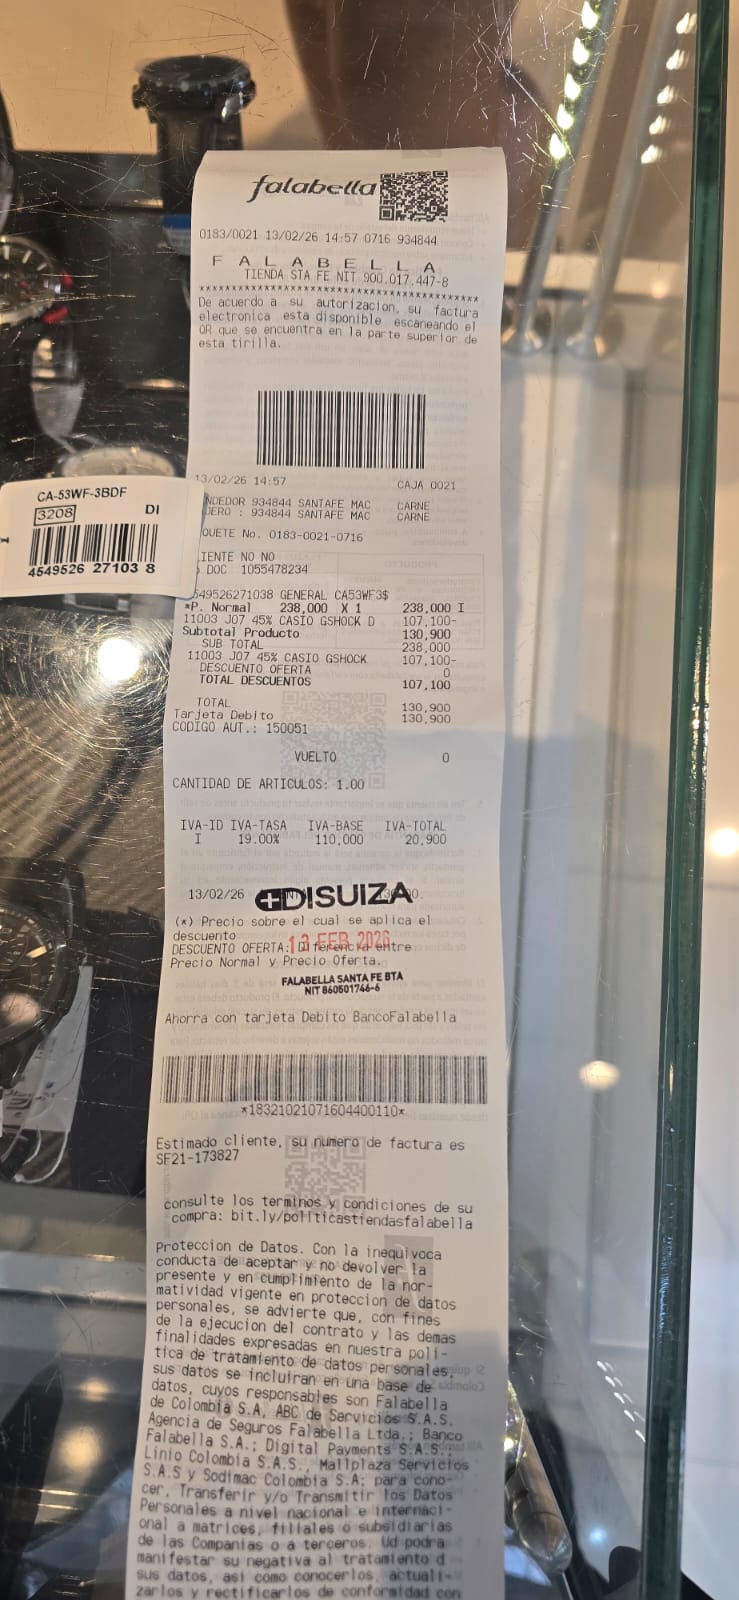 falabella
0183/0021 13/02/26 14:57 0716 934844
F A L A B E L L A
TIENDA STA FE NIT 900.017.447-8
De acuerdo a su autorizacion, su factura
electronica esta disponible escaneando el
QR que se encuentra en la parte superior de
esta tirilla.
13/02/26 14:57 CAJA 0021
NDEDOR 934844 SANTAFE MAC CARNE
JERO : 934844 SANTAFE MAC CARNE
QUETE No. 0183-0021-0716
LIENTE NO NO
DOC 1055478234
CA-53WF-3BDF
3208 DI
4549526 27103 8
549526271038 GENERAL CA53WF3$
*P. Normal 238,000 X 1 238,000 I
11003 J07 45% CASIO GSHOCK D 107,100-
Subtotal Producto 130,900
SUB TOTAL 238,000
11003 J07 45% CASIO GSHOCK 107,100-
DESCUENTO OFERTA 0
TOTAL DESCUENTOS 107,100
TOTAL 130,900
Tarjeta Debito 130,900
CODIGO AUT.: 150051
VUELTO 0
CANTIDAD DE ARTICULOS: 1.00
IVA-ID IVA-TASA IVA-BASE IVA-TOTAL
I 19.00% 110,000 20,900
13/02/26
DISUIZA
(*) Precio sobre el cual se aplica el
descuento
13 FEB 2026
DESCUENTO OFERTA: Diferencia entre
Precio Normal y Precio Oferta.
FALABELLA SANTA FE BTA
NIT 860501746-6
Ahorra con tarjeta Debito BancoFalabella
*18321021071604400110*
Estimado cliente, su numero de factura es
SF21-173827
consulte los terminos y condiciones de su
compra: bit.ly/politicastiendasfalabella
Proteccion de Datos. Con la inequivoca
conducta de aceptar y no devolver la
presente y en cumplimiento de la nor-
matividad vigente en proteccion de datos
personales, se advierte que, con fines
de la ejecucion del contrato y las demas
finalidades expresadas en nuestra poli-
tica de tratamiento de datos personales,
sus datos se incluiran en una base de
datos, cuyos responsables son Falabella
de Colombia S.A, ABC de Servicios S.A.S.
Agencia de Seguros Falabella Ltda.; Banco
Falabella S.A.; Digital Payments S.A.S.;
Linio Colombia S.A.S., Mallplaza Servicios
S.A.S y Sodimac Colombia S.A; para cono-
cer, Transferir y/o Transmitir los Datos
Personales a nivel nacional e internaci-
onal a matrices, filiales o subsidiarias
de las Companias o a terceros. Ud podra
manifestar su negativa al tratamiento d
sus datos, asi como conocerlos, actuali-
zarlos y rectificarlos de conformidad con